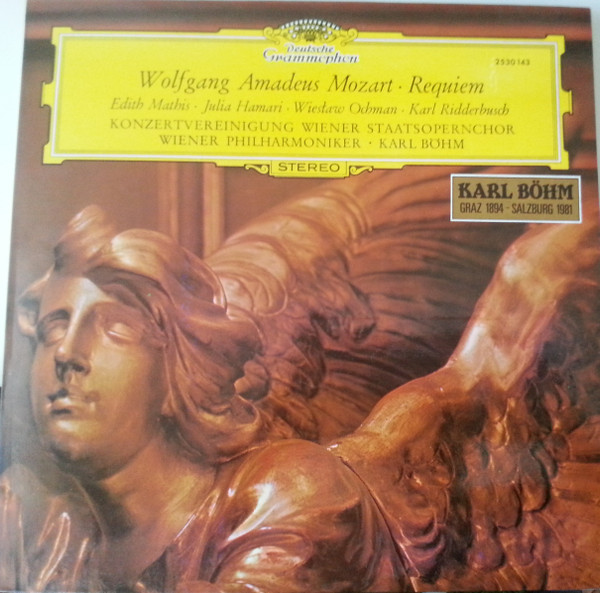 Deutsche
Grammophon
2530 143
Wolfgang Amadeus Mozart · Requiem
Edith Mathis · Julia Hamari · Wiesław Ochman · Karl Ridderbusch
KONZERTVEREINIGUNG WIENER STAATSOPERNCHOR
WIENER PHILHARMONIKER · KARL BÖHM
STEREO
KARL BÖHM
GRAZ 1894 - SALZBURG 1981